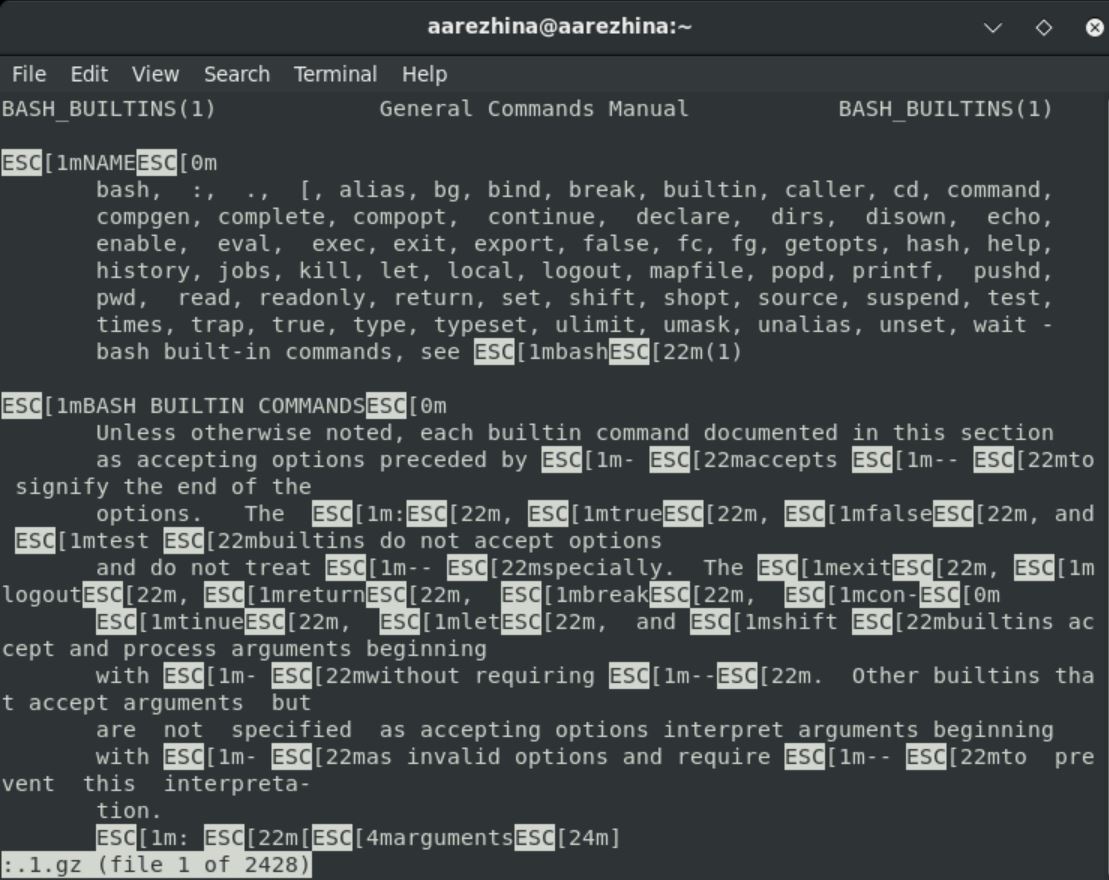 aarezhina@aarezhina:~
File Edit View Search Terminal Help
BASH_BUILTINS(1)            General Commands Manual           BASH_BUILTINS(1)
ESC[1mNAMEESC[0m
       bash,  :,  .,  [, alias, bg, bind, break, builtin, caller, cd, command,
       compgen, complete, compopt,  continue,  declare,  dirs,  disown,  echo,
       enable,  eval,  exec, exit, export, false, fc, fg, getopts, hash, help,
       history, jobs, kill, let, local, logout, mapfile, popd, printf,  pushd,
       pwd,  read, readonly, return, set, shift, shopt, source, suspend, test,
       times, trap, true, type, typeset, ulimit, umask, unalias, unset, wait -
       bash built-in commands, see ESC[1mbashESC[22m(1)
ESC[1mBASH BUILTIN COMMANDSESC[0m
       Unless otherwise noted, each builtin command documented in this section
       as accepting options preceded by ESC[1m- ESC[22maccepts ESC[1m-- ESC[22mto
 signify the end of the
       options.   The  ESC[1m:ESC[22m, ESC[1mtrueESC[22m, ESC[1mfalseESC[22m, and
 ESC[1mtest ESC[22mbuiltins do not accept options
       and do not treat ESC[1m-- ESC[22mspecially.  The ESC[1mexitESC[22m, ESC[1m
logoutESC[22m, ESC[1mreturnESC[22m,  ESC[1mbreakESC[22m,  ESC[1mcon-ESC[0m
       ESC[1mtinueESC[22m,  ESC[1mletESC[22m,  and ESC[1mshift ESC[22mbuiltins ac
cept and process arguments beginning
       with ESC[1m- ESC[22mwithout requiring ESC[1m--ESC[22m.  Other builtins tha
t accept arguments  but
       are  not  specified  as accepting options interpret arguments beginning
       with ESC[1m- ESC[22mas invalid options and require ESC[1m-- ESC[22mto  pre
vent  this  interpreta-
       tion.
       ESC[1m: ESC[22m[ESC[4margumentsESC[24m]
:.1.gz (file 1 of 2428)